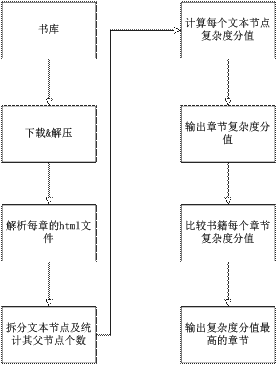 书库
下载&解压
解析每章的html文
件
拆分文本节点及统
计其父节点个数
计算每个文本节点
复杂度分值
输出章节复杂度分
值
比较书籍每个章节
复杂度分值
输出复杂度分值最
高的章节